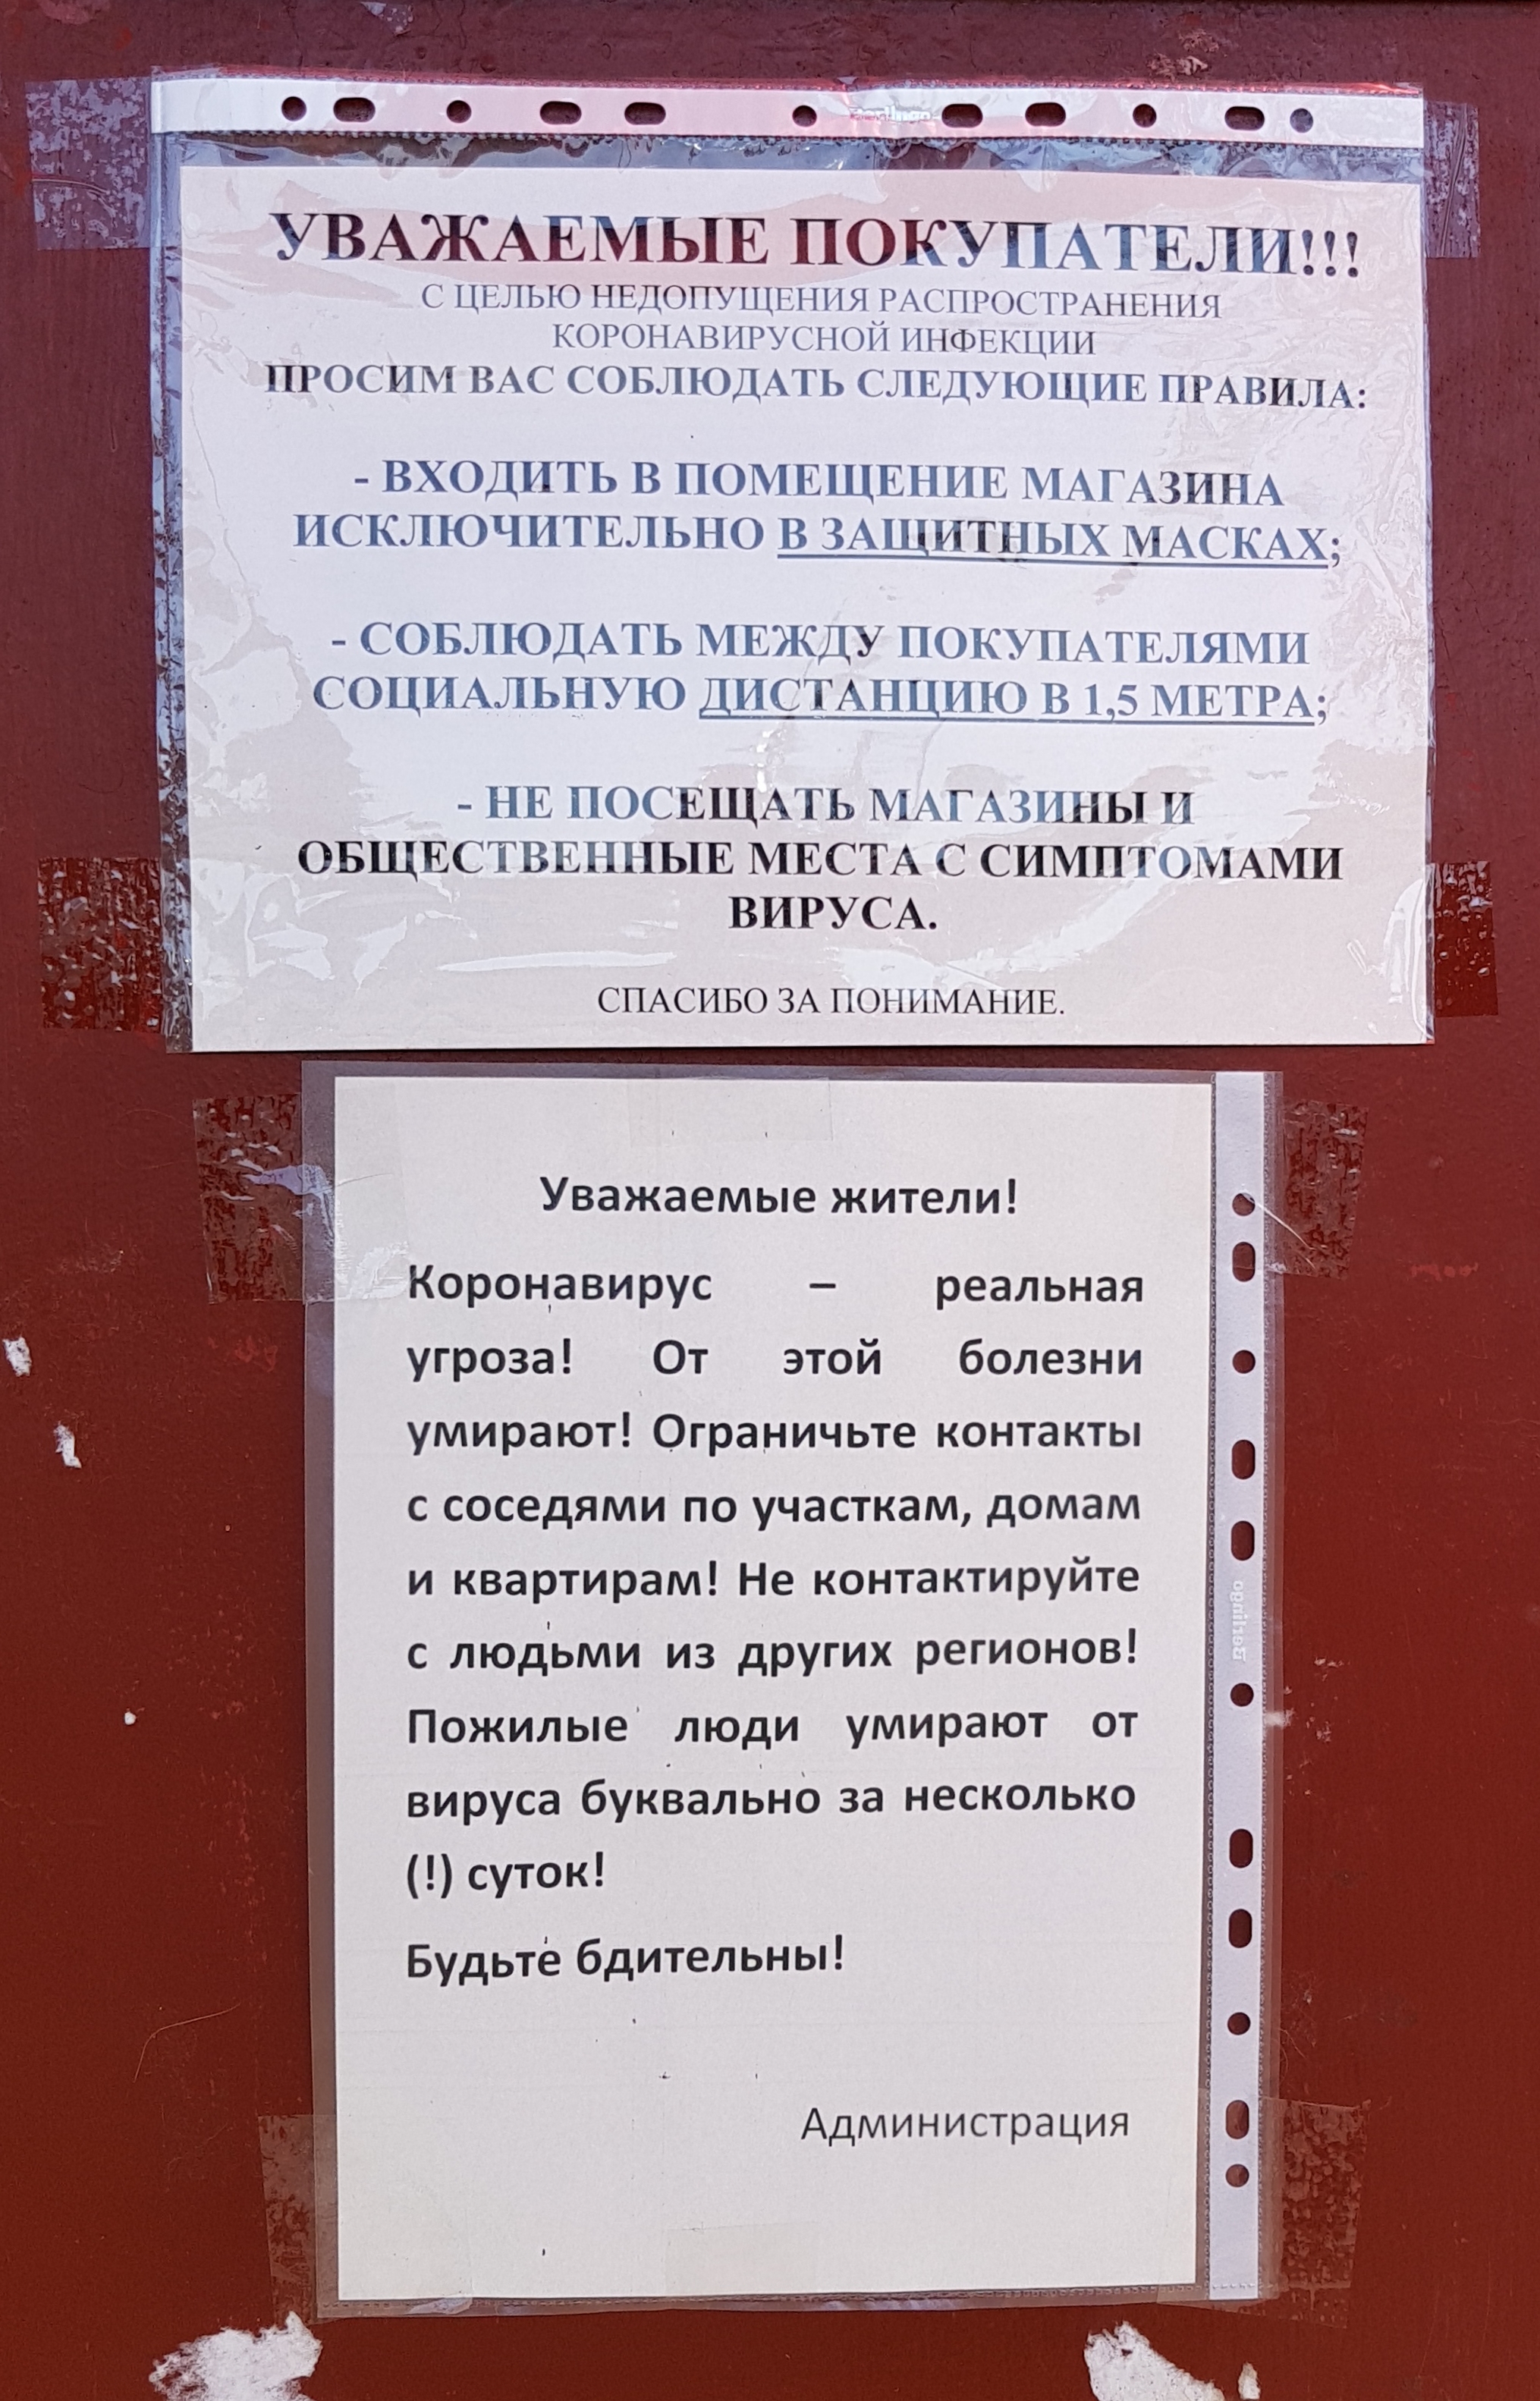 УВАЖАЕМЫЕ ПОКУПАТЕЛИ!!!
С ЦЕЛЬЮ НЕДОПУЩЕНИЯ РАСПРОСТРАНЕНИЯ
КОРОНАВИРУСНОЙ ИНФЕКЦИИ
ПРОСИМ ВАС СОБЛЮДАТЬ СЛЕДУЮЩИЕ ПРАВИЛА:
- ВХОДИТЬ В ПОМЕЩЕНИЕ МАГАЗИНА
ИСКЛЮЧИТЕЛЬНО В ЗАЩИТНЫХ МАСКАХ;
- СОБЛЮДАТЬ МЕЖДУ ПОКУПАТЕЛЯМИ
СОЦИАЛЬНУЮ ДИСТАНЦИЮ В 1,5 МЕТРА;
- НЕ ПОСЕЩАТЬ МАГАЗИНЫ И
ОБЩЕСТВЕННЫЕ МЕСТА С СИМПТОМАМИ
ВИРУСА.
СПАСИБО ЗА ПОНИМАНИЕ.
Уважаемые жители!
Коронавирус – реальная
угроза! От этой болезни
умирают! Ограничьте контакты
с соседями по участкам, домам
и квартирам! Не контактируйте
с людьми из других регионов!
Пожилые люди умирают от
вируса буквально за несколько
(!) суток!
Будьте бдительны!
Администрация